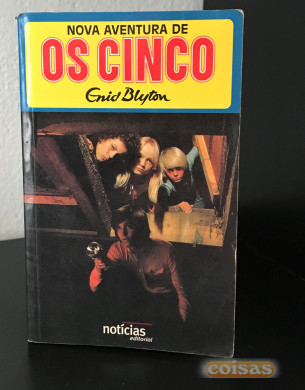 NOVA AVENTURA DE
OS CINCO
Enid Blyton
notícias
editorial
coisas